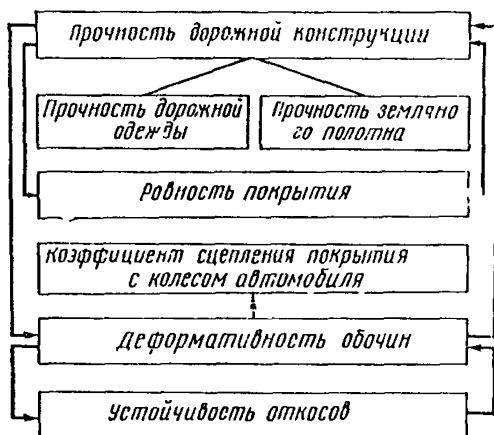 Прочность дорожной конструкции
Прочность дорожной
одежды
Прочность земляно
го полотна
Ровность покрытия
Коэффициент сцепления покрытия
с колесом автомобиля
Деформативность обочин
Устойчивость откосов